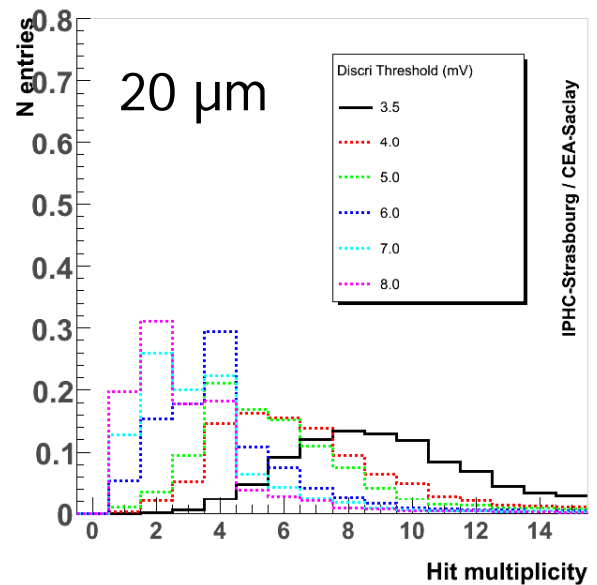 N entries
0.8
0.7
0.6
0.5
0.4
0.3
0.2
0.1
0
20 µm
Discri Threshold (mV)
3.5
4.0
5.0
6.0
7.0
8.0
IPHC-Strasbourg / CEA-Saclay
0 2 4 6 8 10 12 14
Hit multiplicity